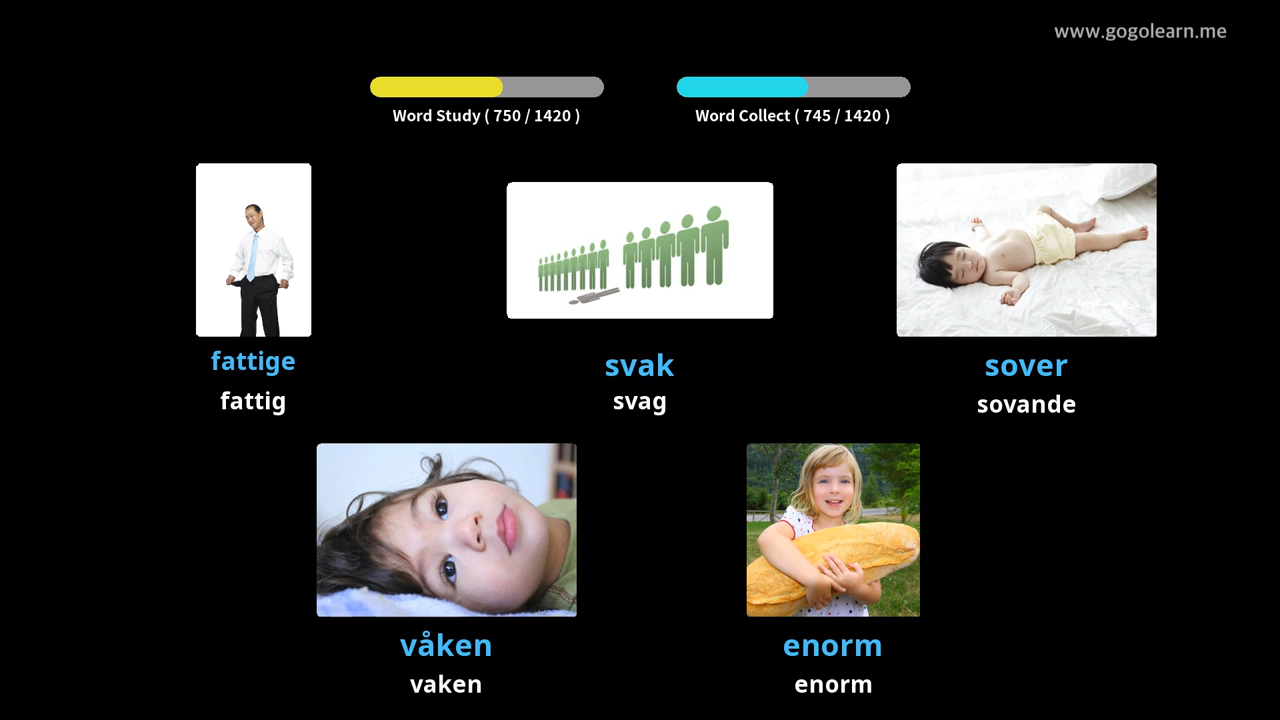 www.gogolearn.me
Word Study ( 750 / 1420 )
Word Collect ( 745 / 1420 )
fattige
fattig
svak
svag
sover
sovande
våken
vaken
enorm
enorm